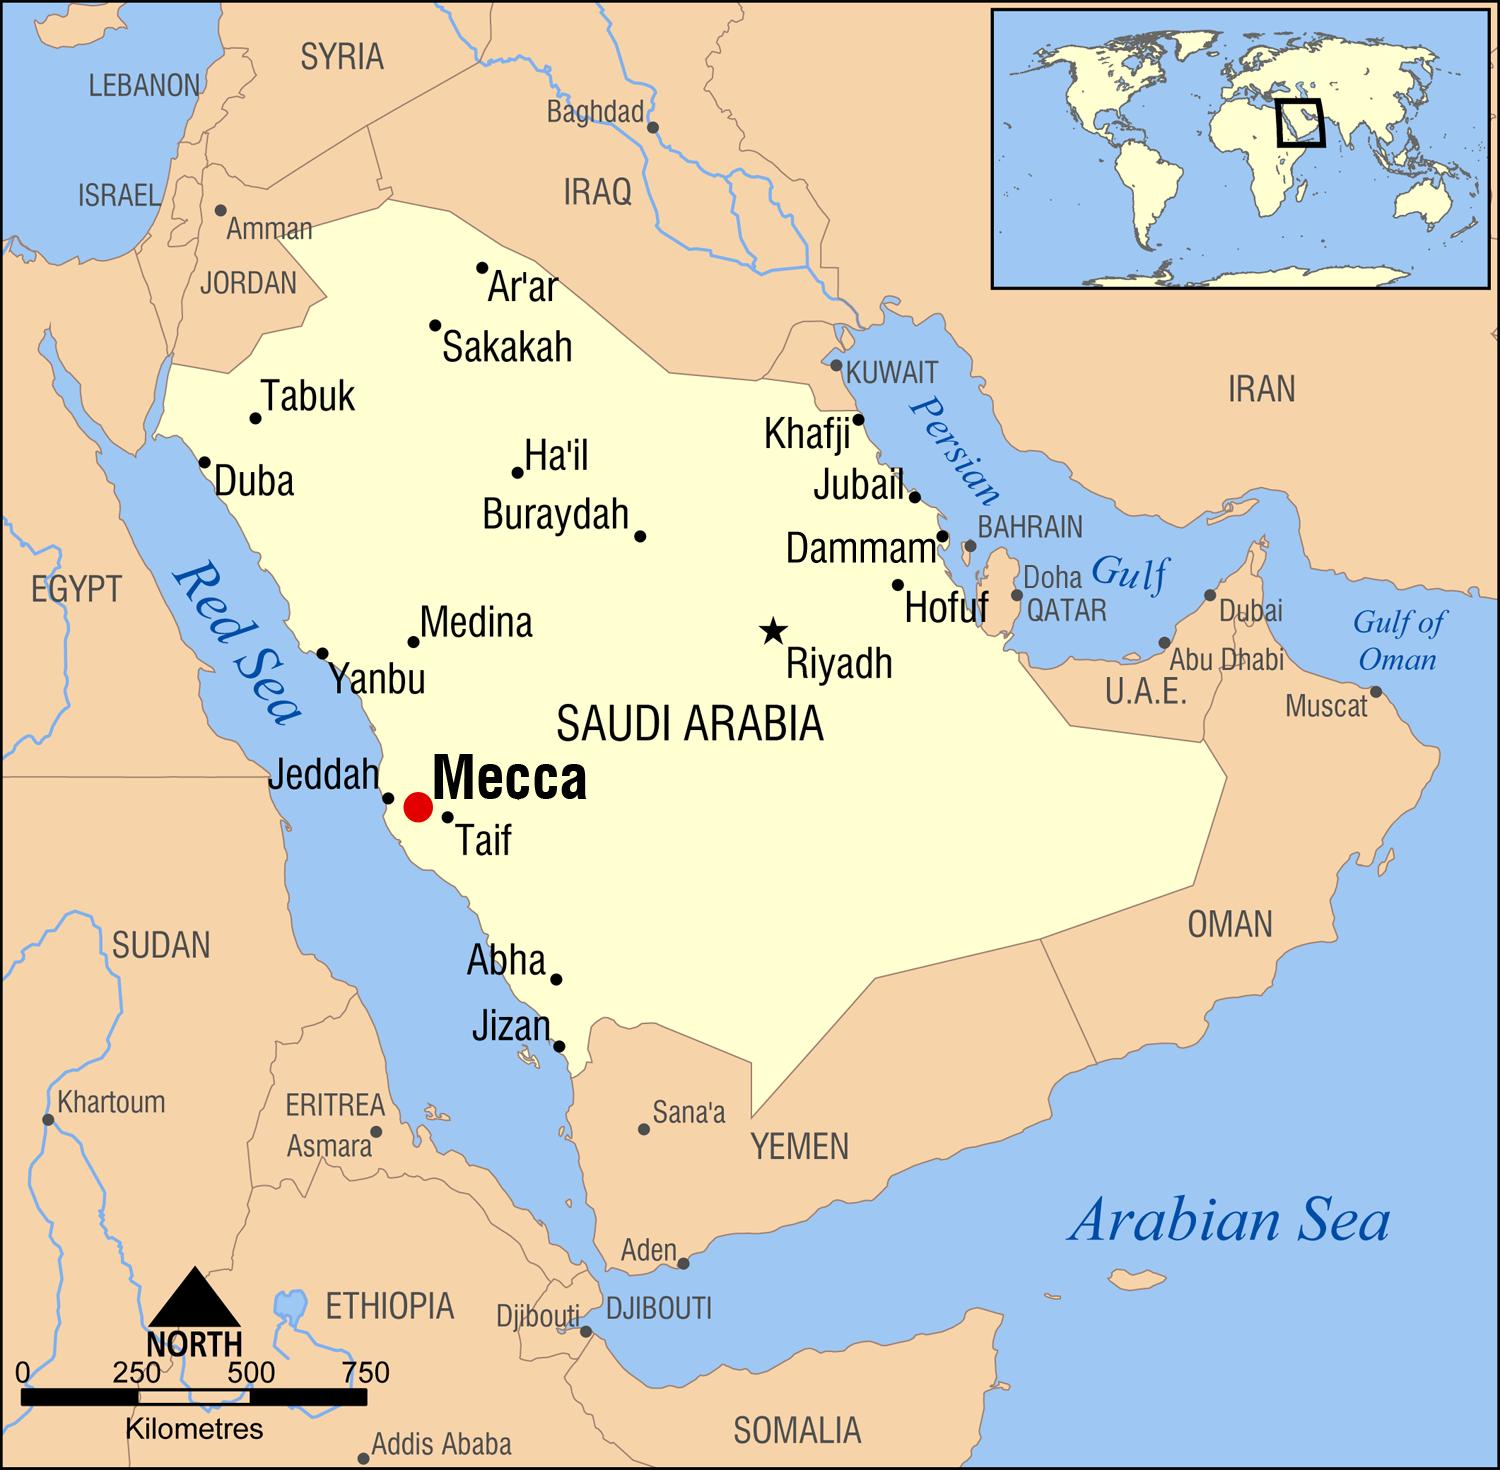 SYRIA
LEBANON
Baghdad
ISRAEL
IRAQ
Amman
JORDAN
Ar'ar
Sakakah
KUWAIT
IRAN
Tabuk
Khafji
Persian
Gulf
Ha'il
Duba
Jubail
Buraydah
BAHRAIN
Dammam
Doha
QATAR
EGYPT
Red Sea
Hofuf
Dubai
Medina
Gulf of
Oman
Riyadh
Abu Dhabi
Yanbu
U.A.E.
Muscat
SAUDI ARABIA
Jeddah
Mecca
Taif
OMAN
SUDAN
Abha
Jizan
Khartoum
ERITREA
Asmara
Sana'a
YEMEN
Arabian Sea
Aden
ETHIOPIA
Djibouti
DJIBOUTI
NORTH
0 250 500 750
Kilometres
SOMALIA
Addis Ababa